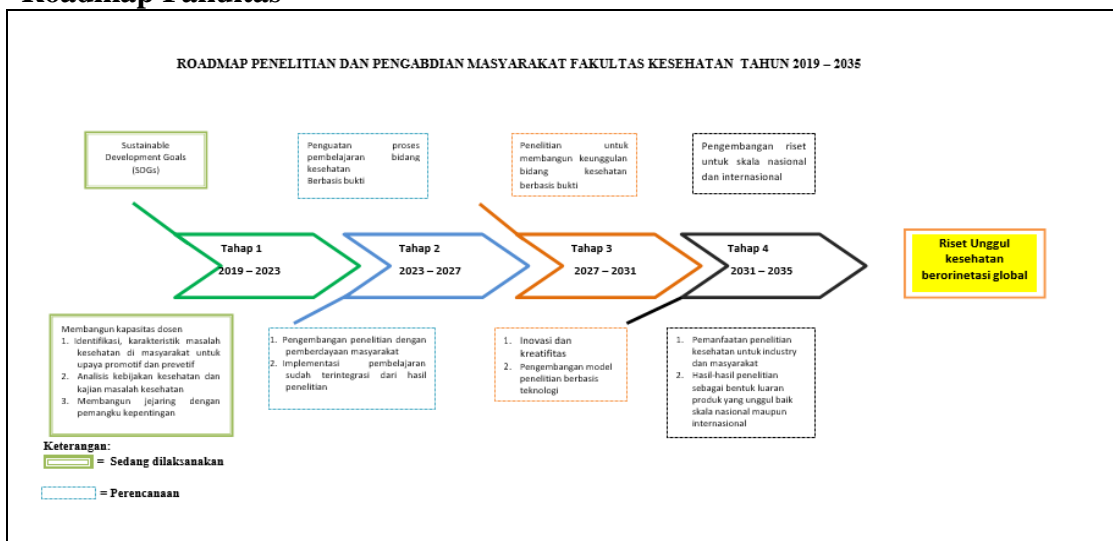 Roadmap Fakultas
ROADMAP PENELITIAN DAN PENGABDIAN MASYARAKAT FAKULTAS KESEHATAN TAHUN 2019 – 2035
Sustainable
Development Goals
(SDGs)
Penguatan proses
pembelajaran bidang
kesehatan
Berbasis bukti
Penelitian untuk
membangun keunggulan
bidang kesehatan
berbasis bukti
Pengembangan riset
untuk skala nasional
dan internasional
Tahap 1
2019 – 2023
Tahap 2
2023 – 2027
Tahap 3
2027 – 2031
Tahap 4
2031 – 2035
Riset Unggul
kesehatan
berorinetasi global
Membangun kapasitas dosen
1. Identifikasi, karakteristik masalah
kesehatan di masyarakat untuk
upaya promotif dan prevetif
2. Analisis kebijakan kesehatan dan
kajian masalah kesehatan
3. Membangun jejaring dengan
pemangku kepentingan
1. Pengembangan penelitian dengan
pemberdayaan masyarakat
2. Implementasi pembelajaran
sudah terintegrasi dari hasil
penelitian
1. Inovasi dan
kreatifitas
2. Pengembangan model
penelitian berbasis
teknologi
1. Pemanfaatan penelitian
kesehatan untuk industry
dan masyarakat
2. Hasil-hasil penelitian
sebagai bentuk luaran
produk yang unggul baik
skala nasional maupun
internasional
Keterangan:
= Sedang dilaksanakan
= Perencanaan